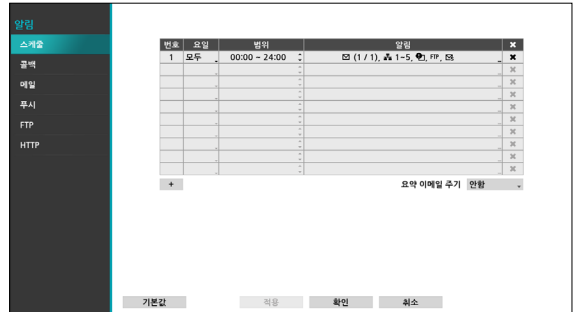 알림
스케줄
콜백
메일
푸시
FTP
HTTP
번호 요일 범위 알림
1 모두 00:00 ~ 24:00 (1 / 1), 1~5, FTP,
+ 요약 이메일 주기 안함
기본값 적용 확인 취소